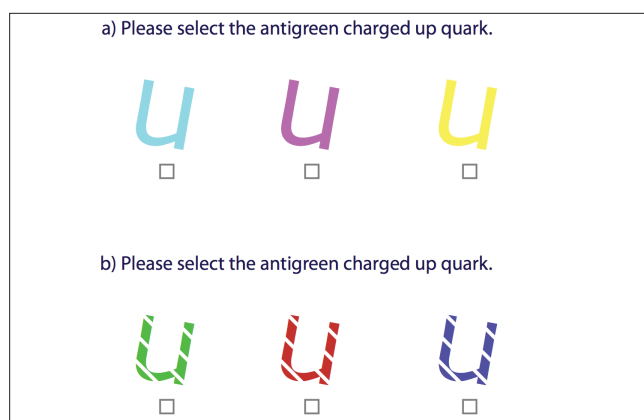 a) Please select the antigreen charged up quark.
u u u
b) Please select the antigreen charged up quark.
u u u